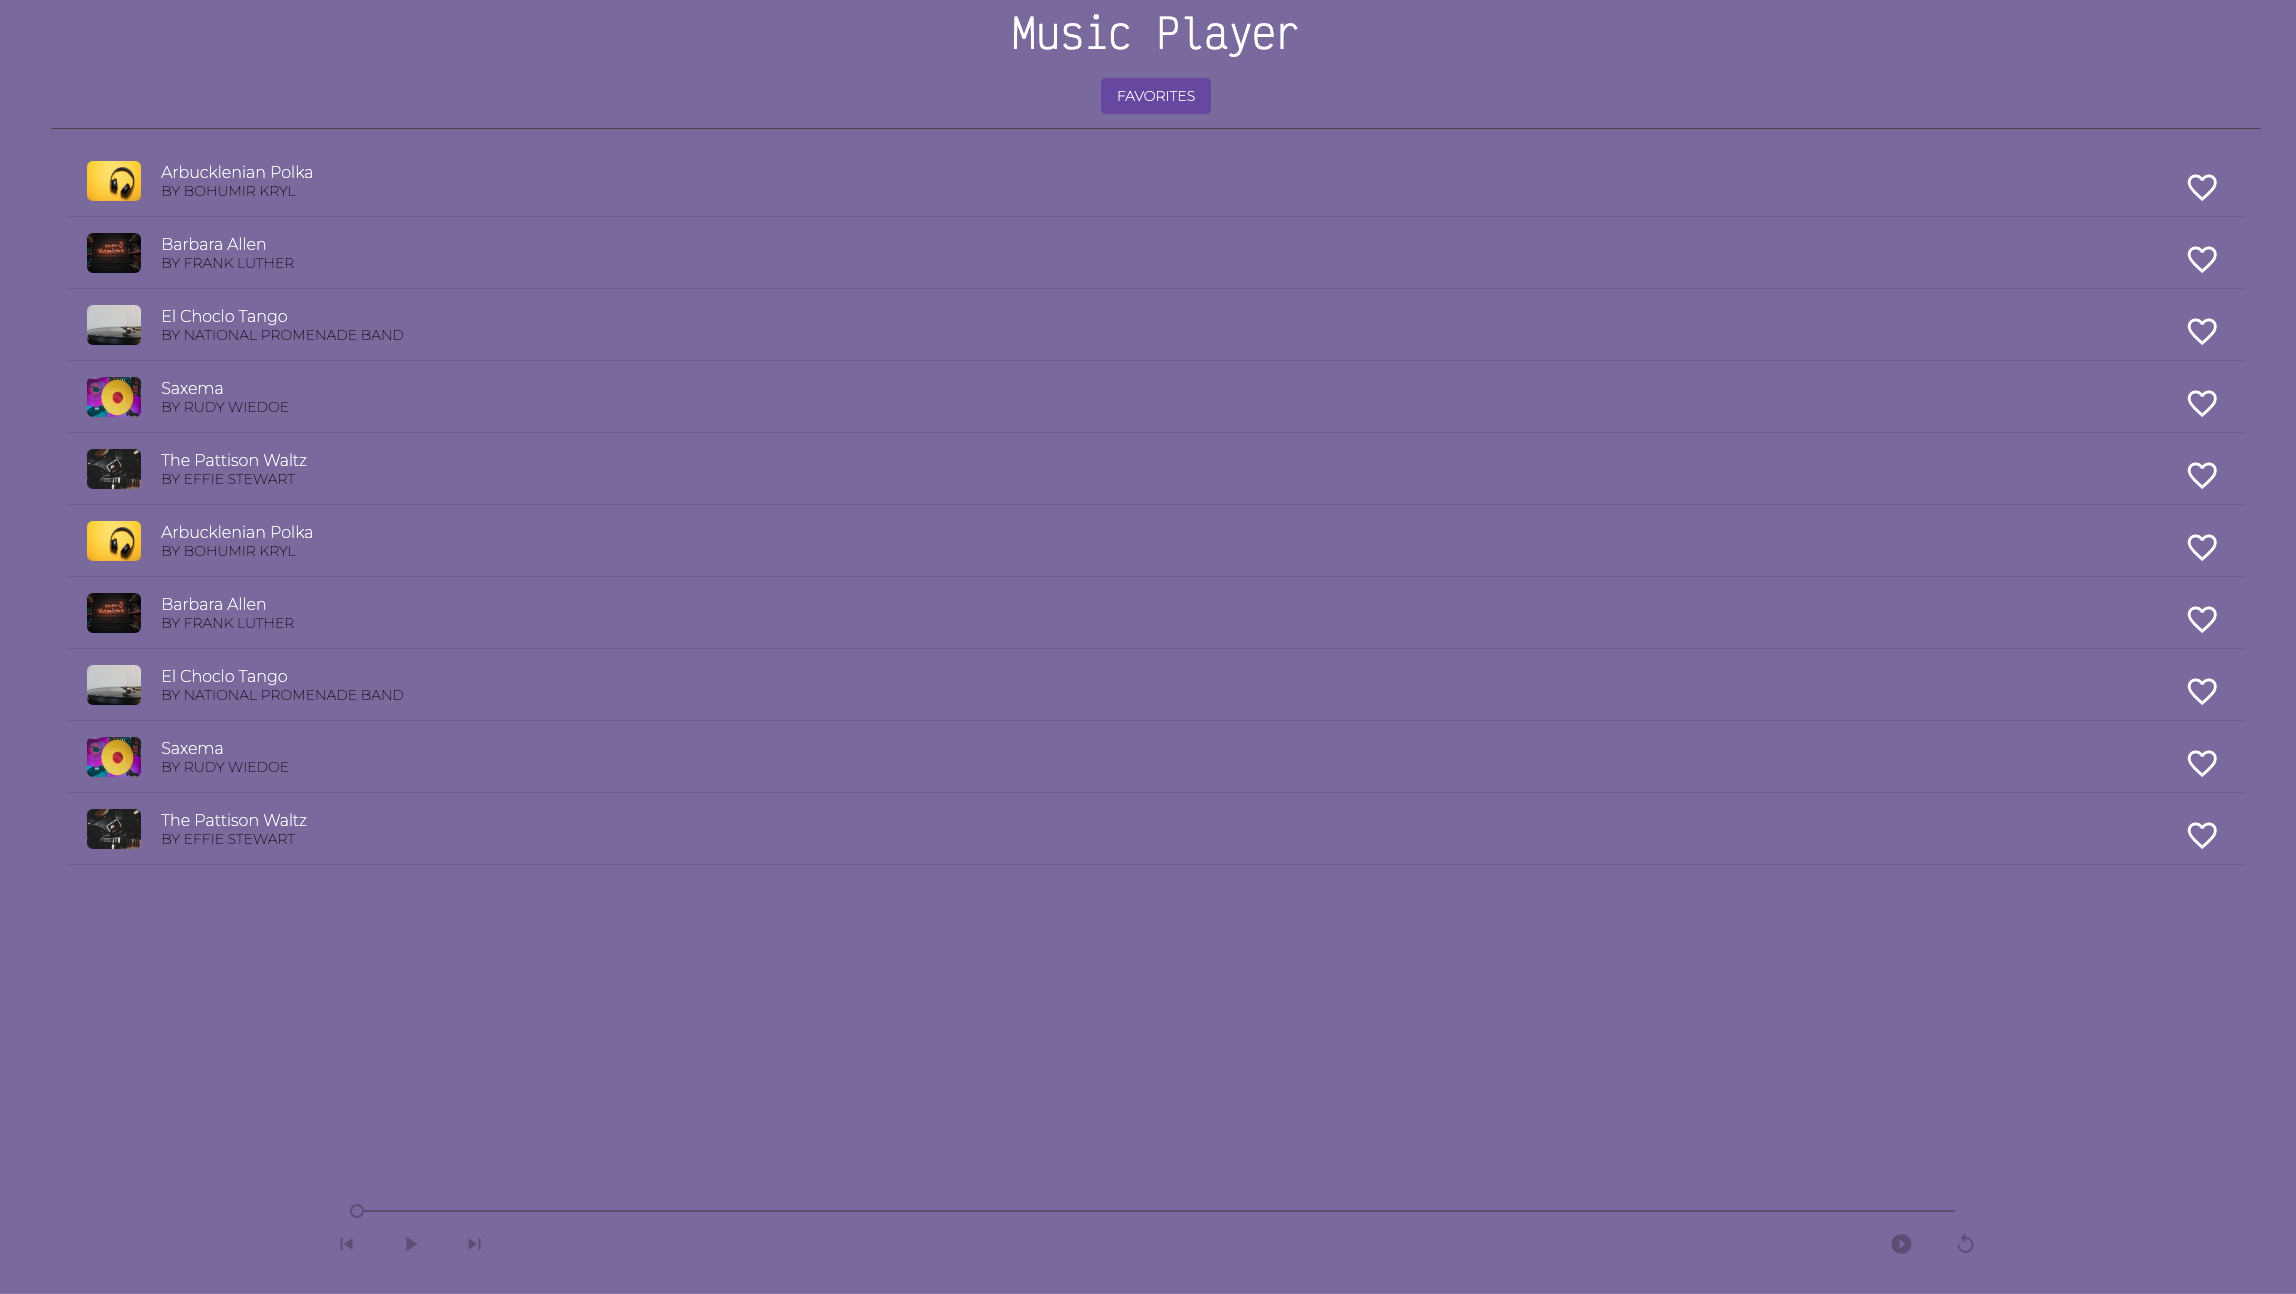 Music Player
FAVORITES
Arbucklenian Polka
BY BOHUMIR KRYL
Barbara Allen
BY FRANK LUTHER
El Choclo Tango
BY NATIONAL PROMENADE BAND
Saxema
BY RUDY WIEDOE
The Pattison Waltz
BY EFFIE STEWART
Arbucklenian Polka
BY BOHUMIR KRYL
Barbara Allen
BY FRANK LUTHER
El Choclo Tango
BY NATIONAL PROMENADE BAND
Saxema
BY RUDY WIEDOE
The Pattison Waltz
BY EFFIE STEWART